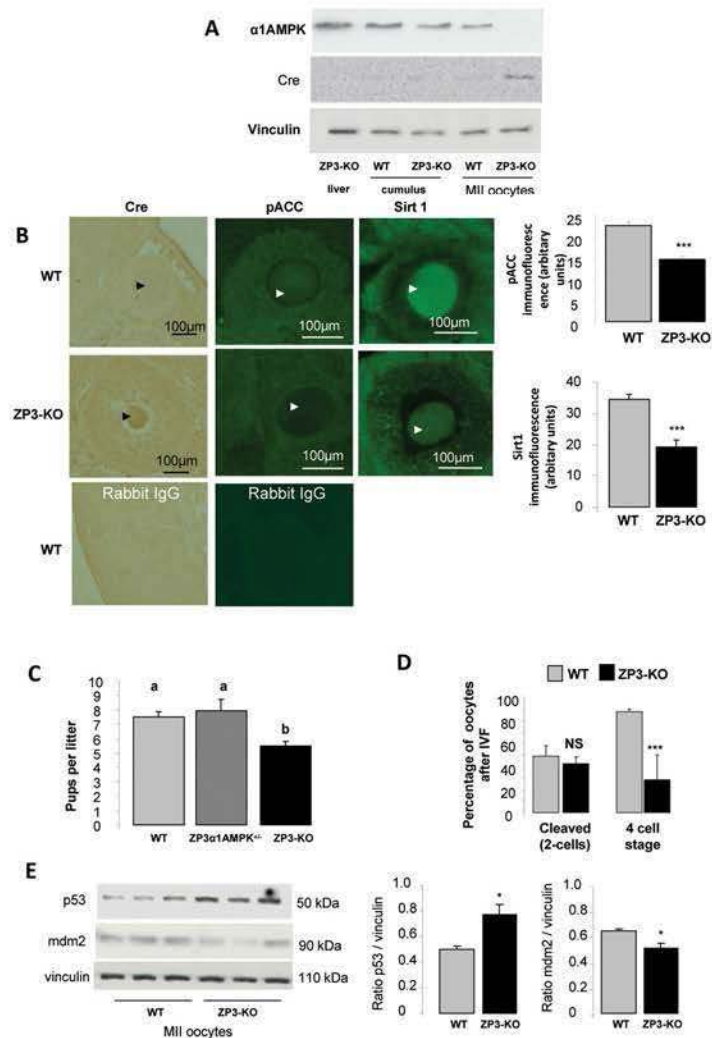 A
α1AMPK
Cre
Vinculin
ZP3-KO WT ZP3-KO WT ZP3-KO
liver cumulus MII oocytes
B
Cre pACC Sirt 1
WT
100µm 100µm 100µm
ZP3-KO
100µm 100µm 100µm
Rabbit IgG Rabbit IgG
WT
pACC
immunofluoresc
ence (arbitary
units)
25
20
15
10
5
0
***
WT ZP3-KO
Sirt1
immunofluorescence
(arbitary units)
40
30
20
10
0
***
WT ZP3-KO
C
Pups per litter
10
9
8
7
6
5
4
3
2
1
0
a a b
WT ZP3α1AMPK+/- ZP3-KO
D
WT ZP3-KO
Percentage of oocytes
after IVF
100
80
60
40
20
0
NS ***
Cleaved 4 cell
(2-cells) stage
E
p53 50 kDa
mdm2 90 kDa
vinculin 110 kDa
WT ZP3-KO
MII oocytes
Ratio p53 / vinculin
1.0
0.8
0.6
0.4
0.2
0
*
WT ZP3-KO
Ratio mdm2 / vinculin
1.0
0.8
0.6
0.4
0.2
0
*
WT ZP3-KO